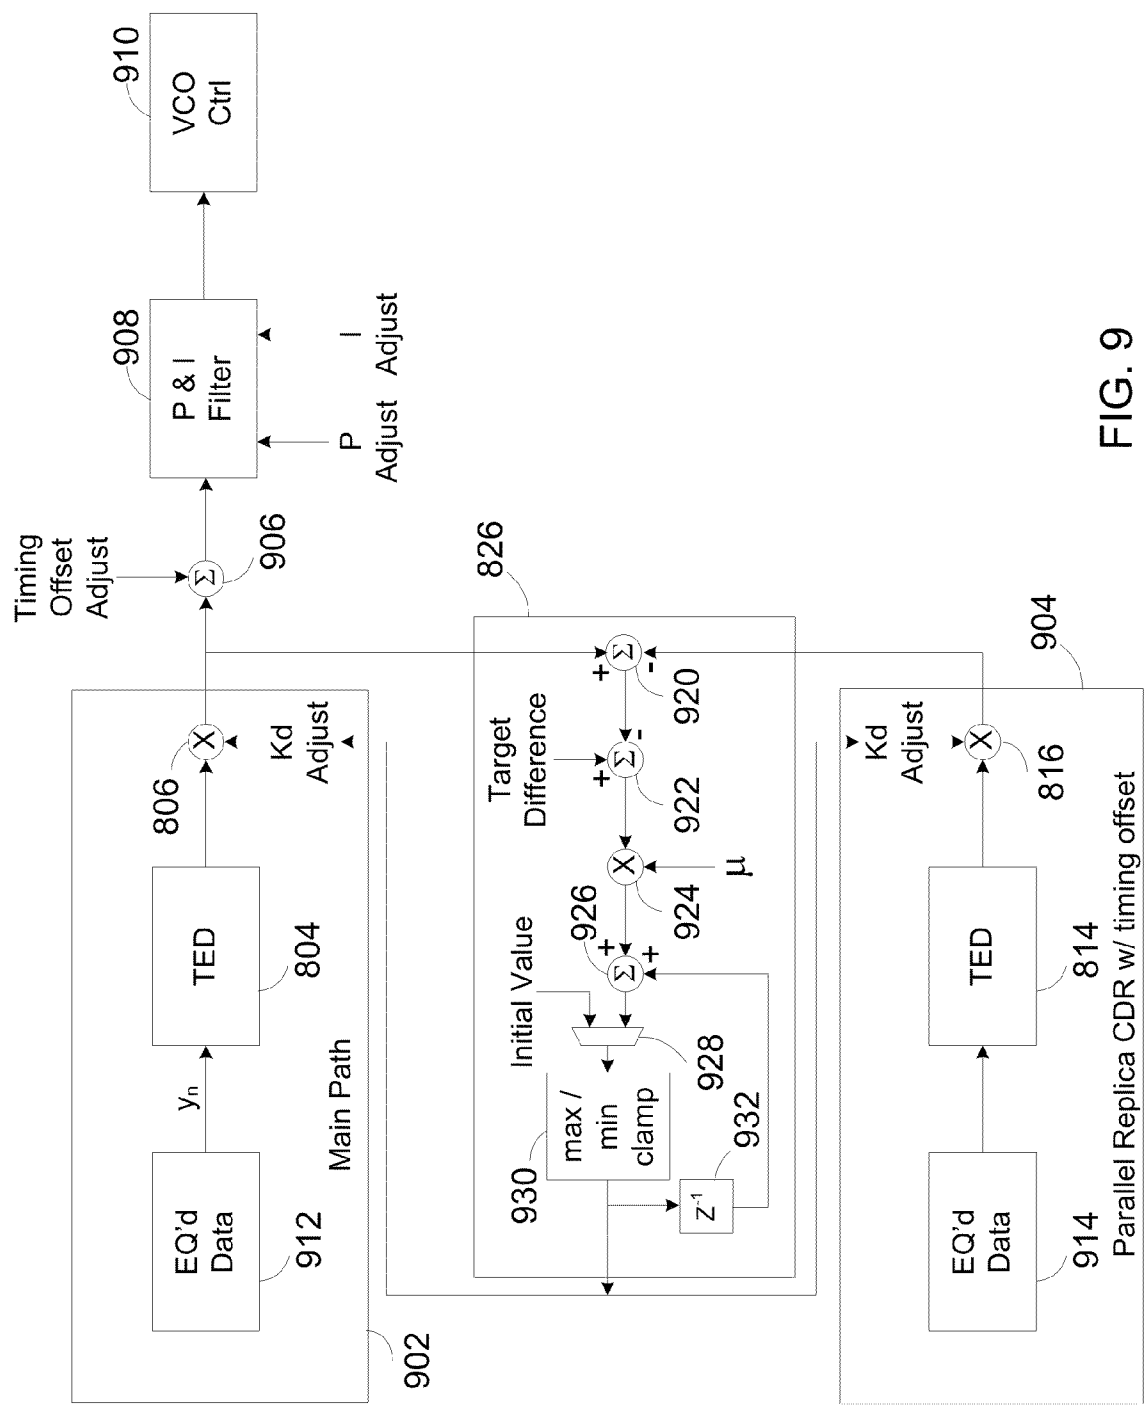 EQ'd
Data
912
yₙ
TED
804
X
806
Kd
Adjust
Main Path
902
Timing
Offset
Adjust
Σ
906
P & I
Filter
908
P
Adjust
I
Adjust
VCO
Ctrl
910
826
Σ
+
-
920
Target
Difference
Σ
+
-
922
X
924
μ
926
Σ
+
+
Initial Value
928
max /
min
clamp
930
Z⁻¹
932
EQ'd
Data
914
TED
814
X
816
Kd
Adjust
904
Parallel Replica CDR w/ timing offset
FIG. 9